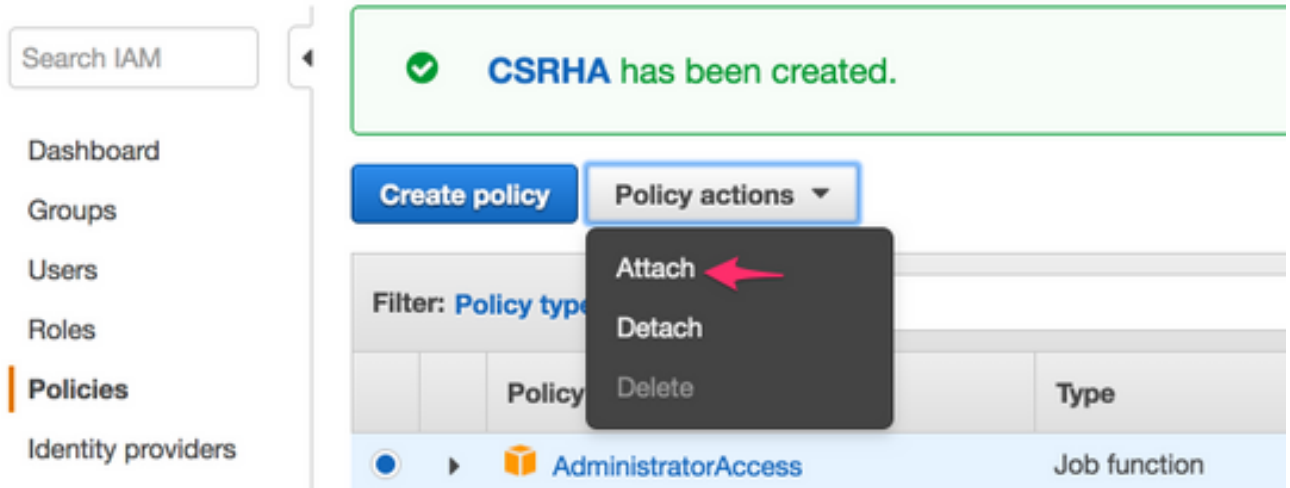 Search IAM
CSRHA has been created.
Dashboard
Groups
Users
Roles
Policies
Identity providers
Create policy
Policy actions
Attach
Detach
Delete
Filter: Policy type
Policy
Type
AdministratorAccess
Job function